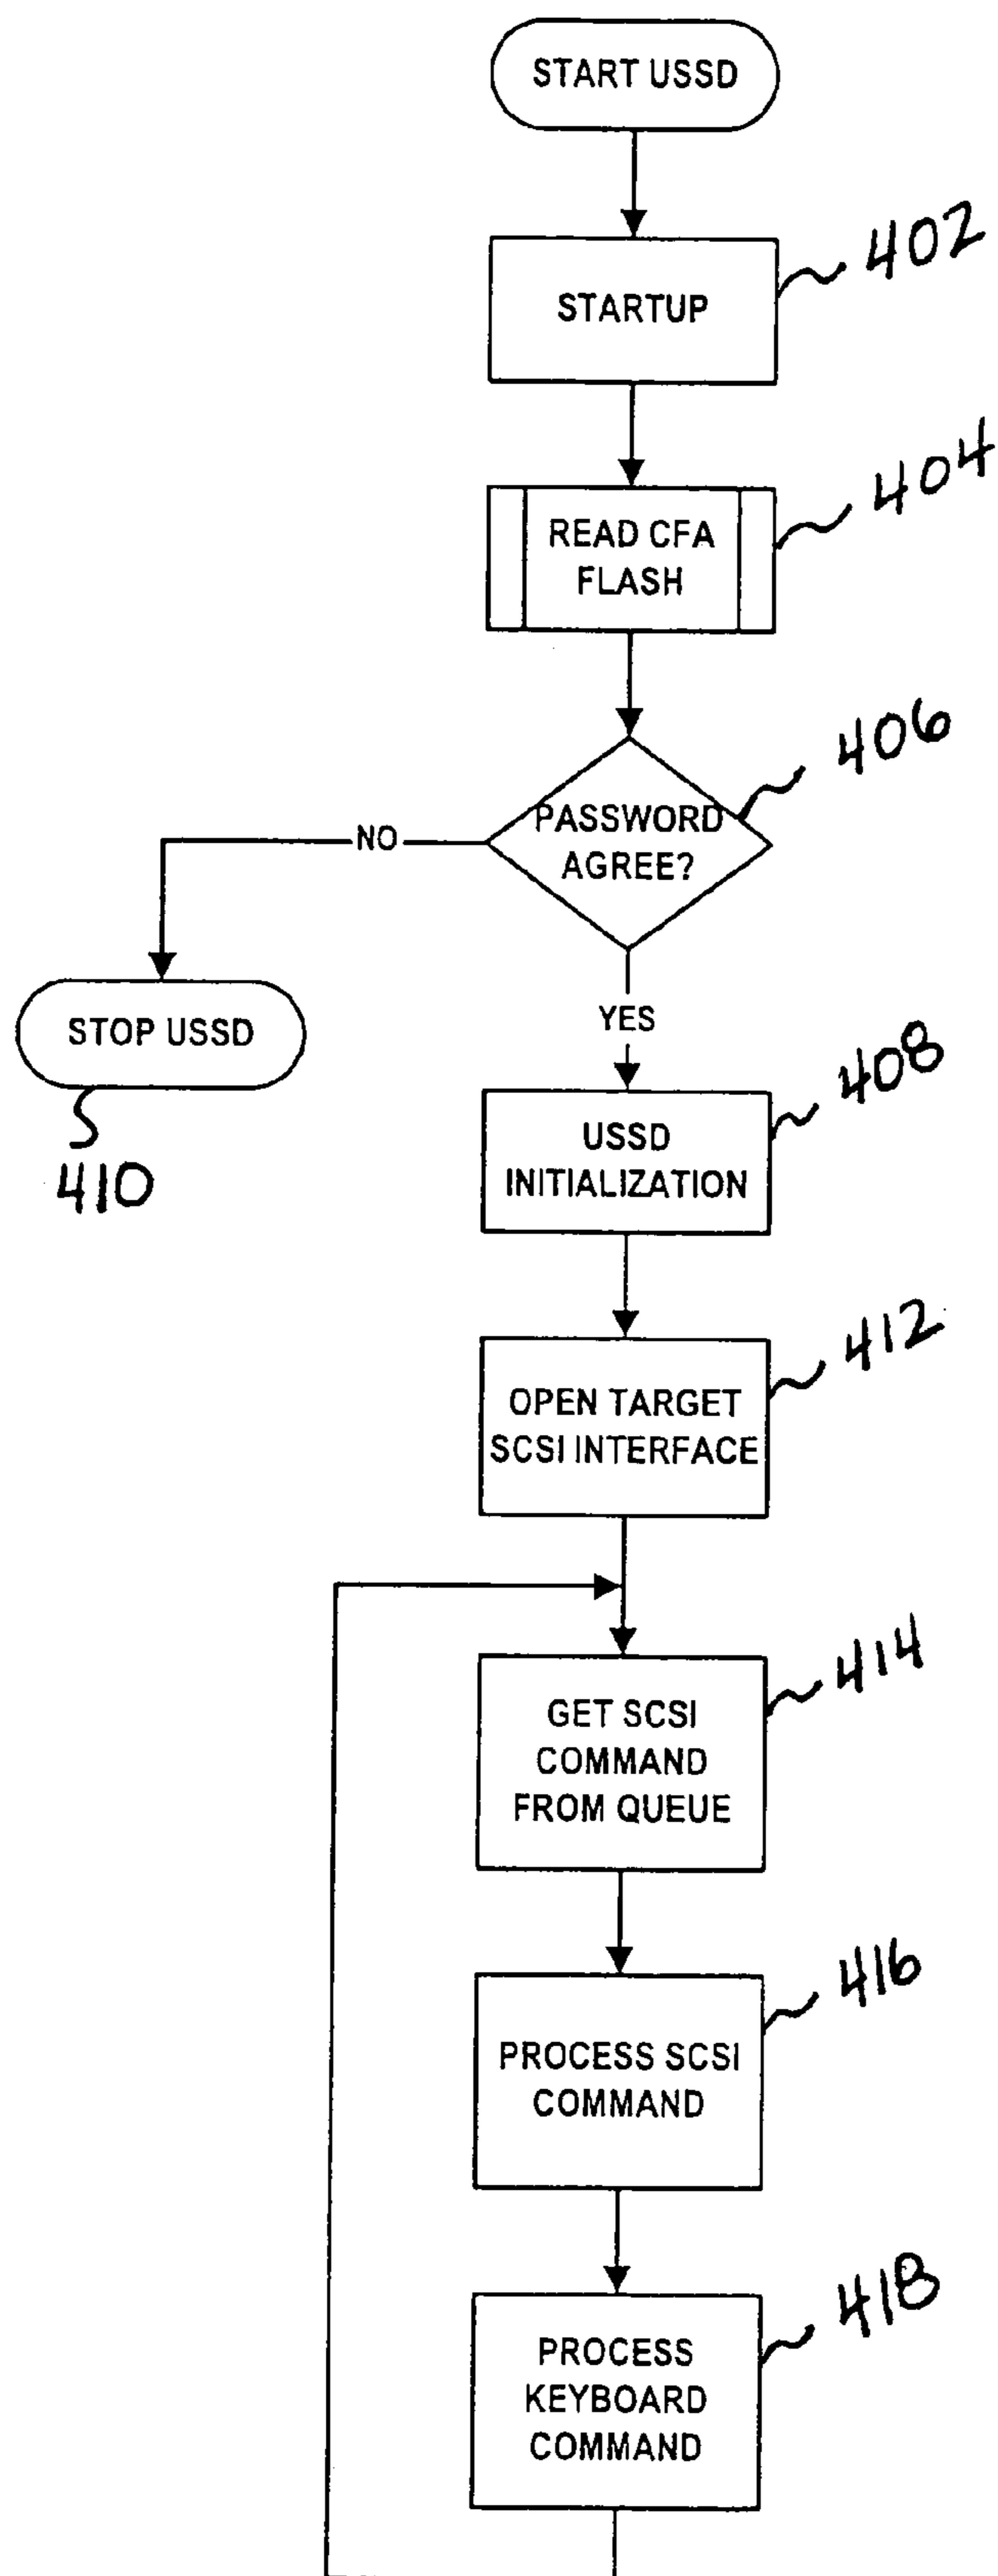 START USSD
STARTUP
402
READ CFA
FLASH
404
PASSWORD
AGREE?
406
NO
STOP USSD
410
YES
USSD
INITIALIZATION
408
OPEN TARGET
SCSI INTERFACE
412
GET SCSI
COMMAND
FROM QUEUE
414
PROCESS SCSI
COMMAND
416
PROCESS
KEYBOARD
COMMAND
418